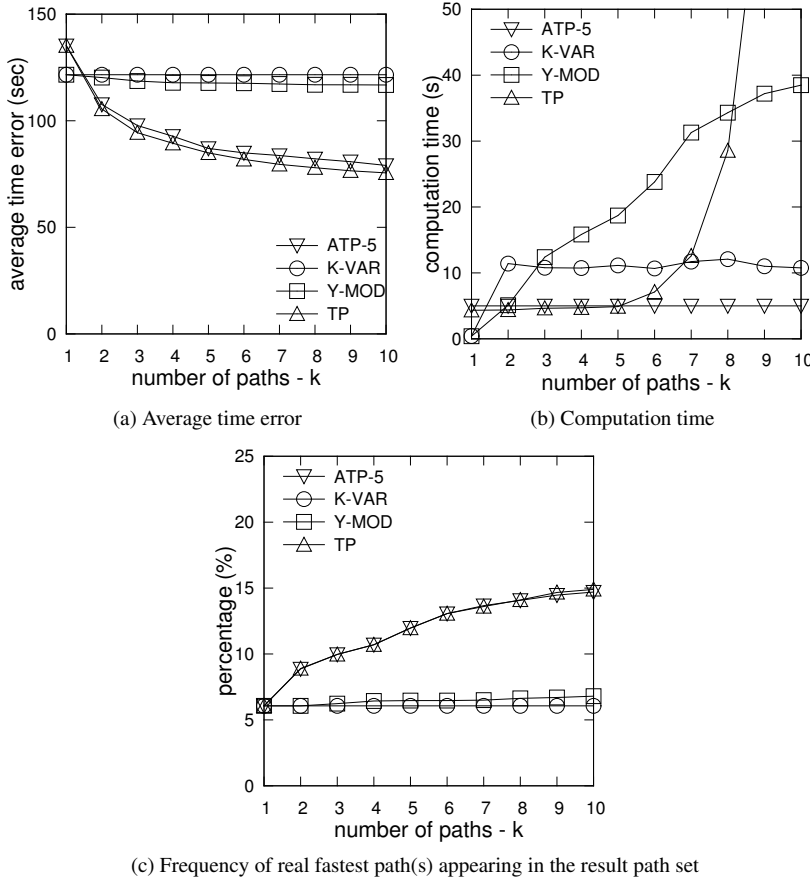 150
100
50
0
average time error (sec)
ATP-5
K-VAR
Y-MOD
TP
1 2 3 4 5 6 7 8 9 10
number of paths - k
(a) Average time error
60
50
40
30
20
10
0
computation time (s)
ATP-5
K-VAR
Y-MOD
TP
1 2 3 4 5 6 7 8 9 10
number of paths - k
(b) Computation time
25
20
15
10
5
0
percentage (%)
ATP-5
K-VAR
Y-MOD
TP
1 2 3 4 5 6 7 8 9 10
number of paths - k
(c) Frequency of real fastest path(s) appearing in the result path set